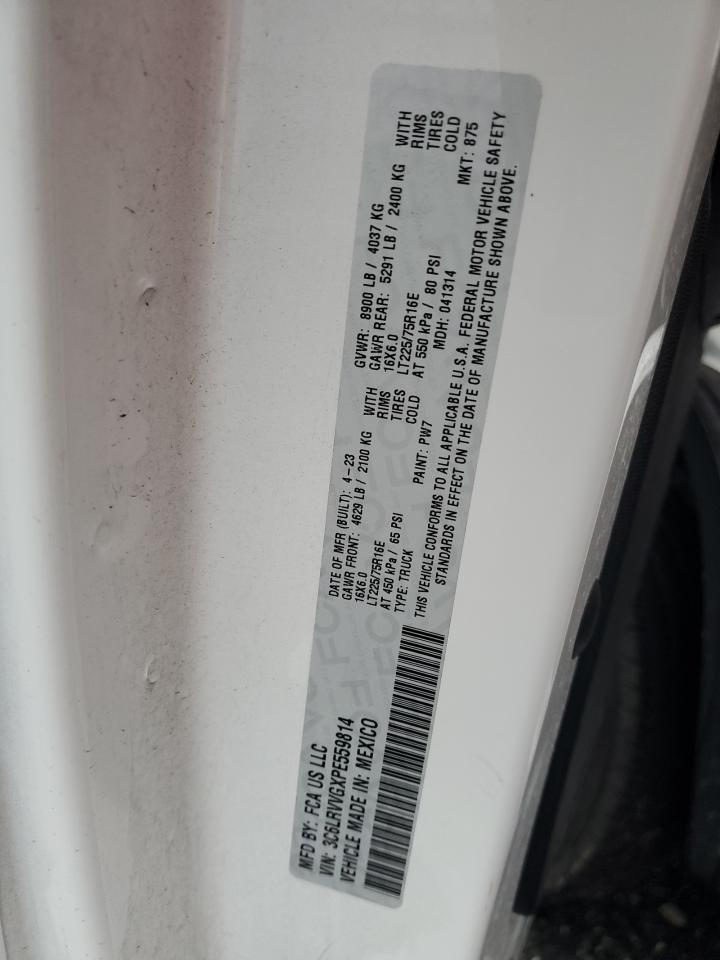 MFD BY: FCA US LLC
DATE OF MFR (BUILT): 4-23
GVWR: 8900 LB / 4037 KG
VIN: 3C6LRVVGXPE559814
GAWR FRONT: 4629 LB / 2100 KG WITH
GAWR REAR: 5291 LB / 2400 KG WITH
VEHICLE MADE IN: MEXICO
16X6.0 RIMS
16X6.0 RIMS
LT225/75R16E TIRES
LT225/75R16E TIRES
AT 450 kPa / 65 PSI COLD
AT 550 kPa / 80 PSI COLD
TYPE: TRUCK PAINT: PW7 MDH: 041314 MKT: 875
THIS VEHICLE CONFORMS TO ALL APPLICABLE U.S.A. FEDERAL MOTOR VEHICLE SAFETY
STANDARDS IN EFFECT ON THE DATE OF MANUFACTURE SHOWN ABOVE.